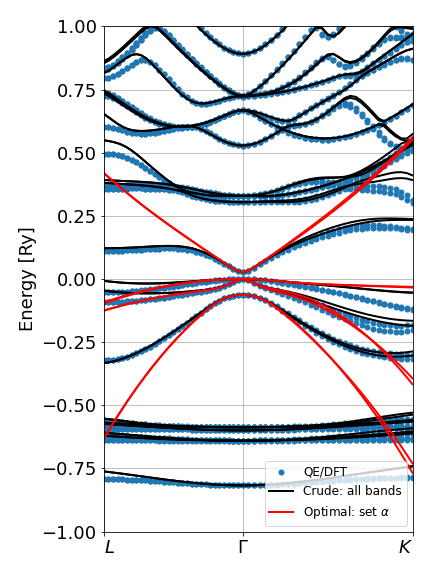 1.00
0.75
0.50
0.25
0.00
−0.25
−0.50
−0.75
−1.00
Energy [Ry]
QE/DFT
Crude: all bands
Optimal: set α
L Γ K